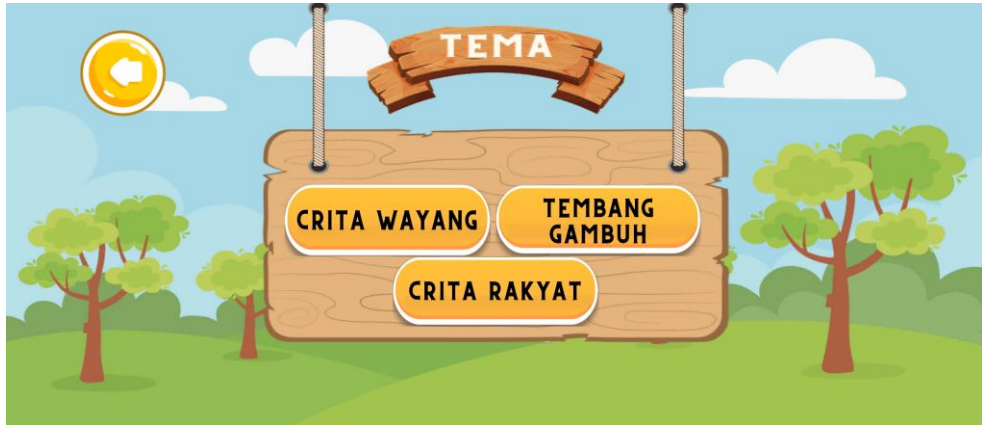 TEMA
CRITA WAYANG
TEMBANG
GAMBUH
CRITA RAKYAT